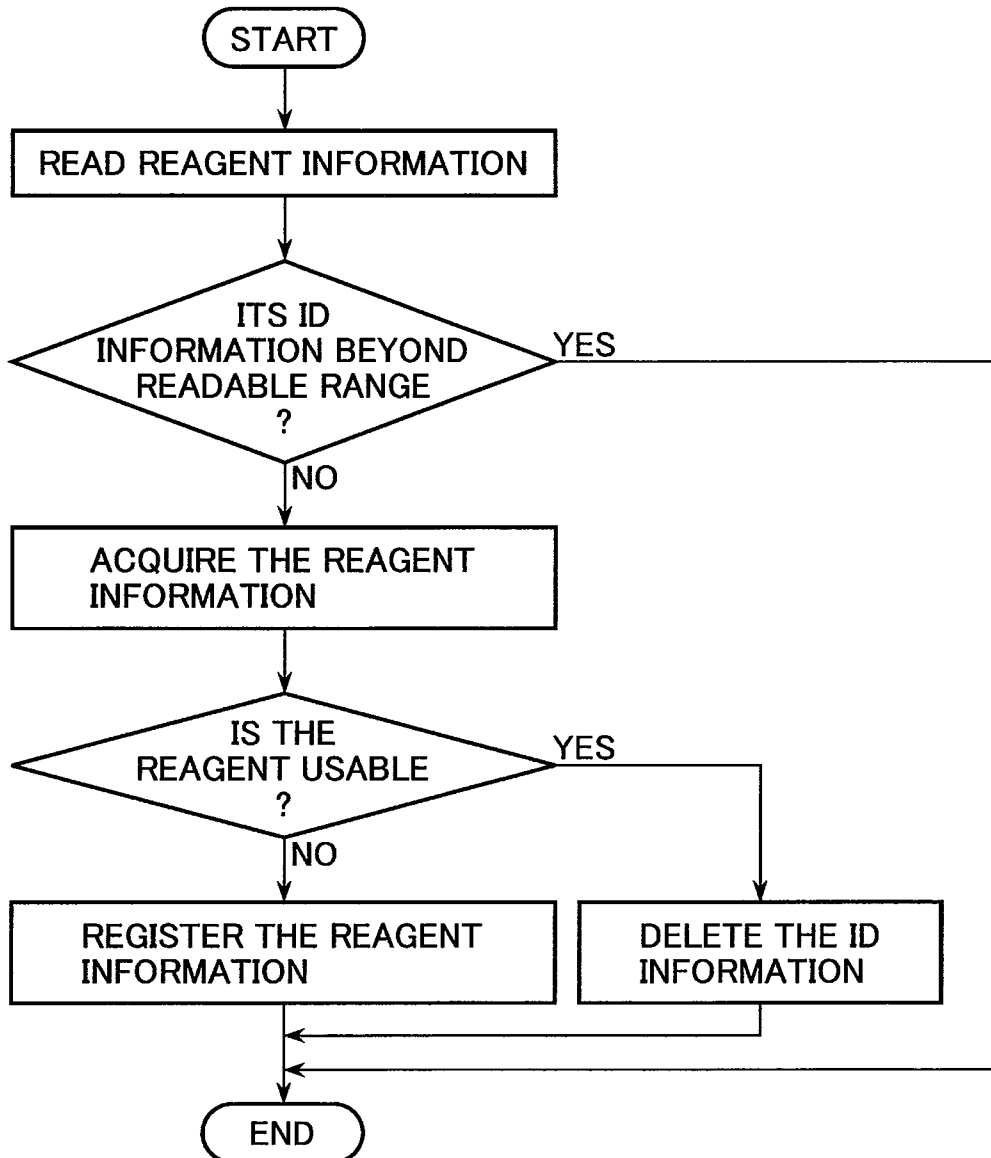 START
READ REAGENT INFORMATION
ITS ID
INFORMATION BEYOND
READABLE RANGE
?
YES
NO
ACQUIRE THE REAGENT
INFORMATION
IS THE
REAGENT USABLE
?
YES
NO
REGISTER THE REAGENT
INFORMATION
DELETE THE ID
INFORMATION
END